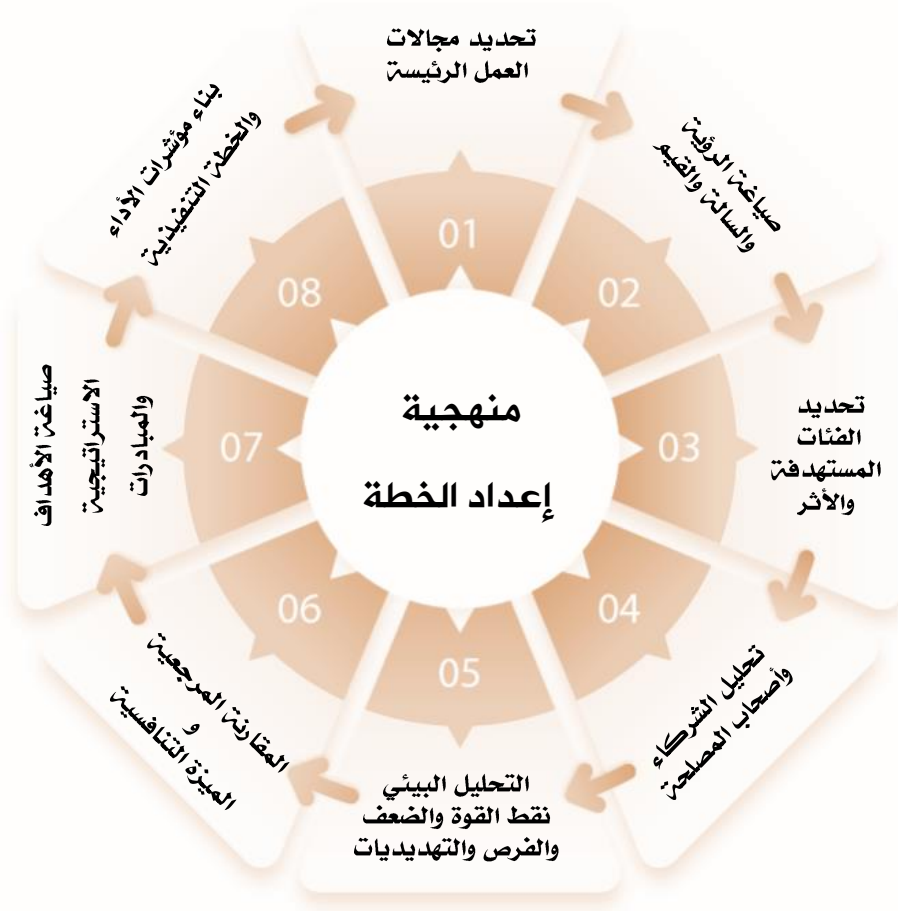 منهجية
إعداد الخطة
01
تحديد مجالات
العمل الرئيسة
02
صياغة الرؤية
والسالة والقيم
03
تحديد
الفئات
المستهدفة
والأثر
04
تحليل الشركاء
وأصحاب المصلحة
05
التحليل البيئي
نقط القوة والضعف
والفرص والتهديديات
06
المقارنة المرجعية
و
الميزة التنافسية
07
صياغة الأهداف
الاستراتيجية
والمبادرات
08
بناء مؤشرات الأداء
والخطة التنفيذية